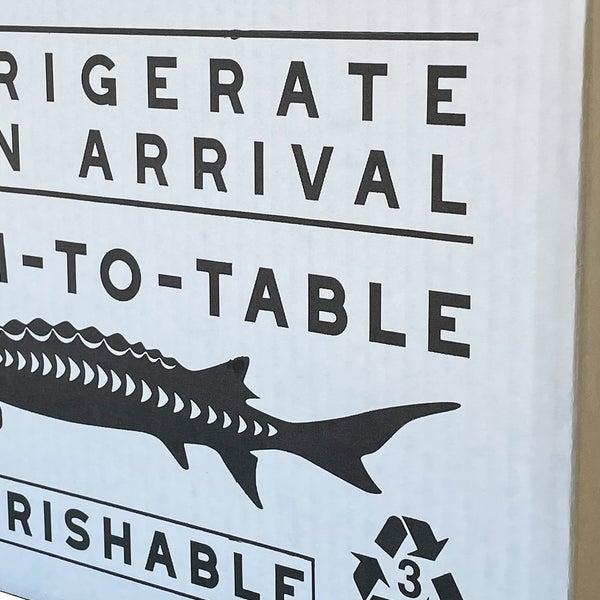 RIGERATE
N ARRIVAL
-TO-TABLE
RISHABLE
3